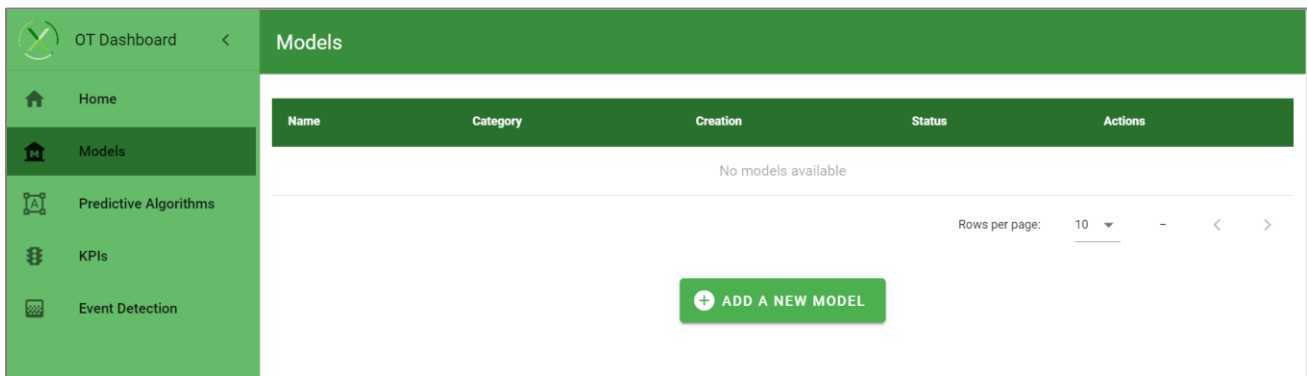 OT Dashboard <
Models
Home
Models
Predictive Algorithms
KPIs
Event Detection
Name Category Creation Status Actions
No models available
Rows per page: 10 – < >
ADD A NEW MODEL